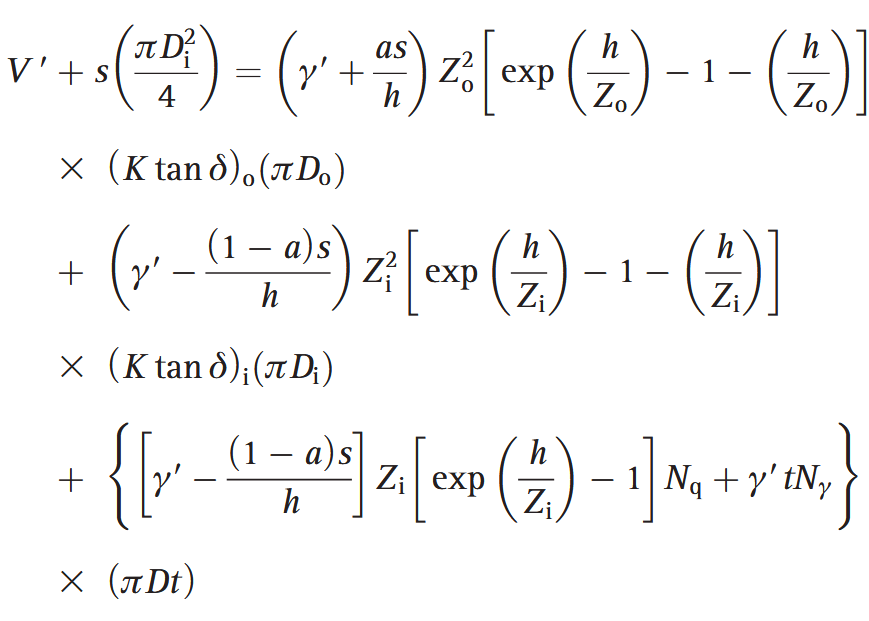 V′ + s(πD_i²/4) = (γ′ + as/h) Z_o² [exp(h/Z_o) − 1 − (h/Z_o)]
× (K tan δ)_o (πD_o)
+ (γ′ − (1 − a)s/h) Z_i² [exp(h/Z_i) − 1 − (h/Z_i)]
× (K tan δ)_i (πD_i)
+ {[γ′ − (1 − a)s/h] Z_i [exp(h/Z_i) − 1] N_q + γ′tN_γ}
× (πDt)